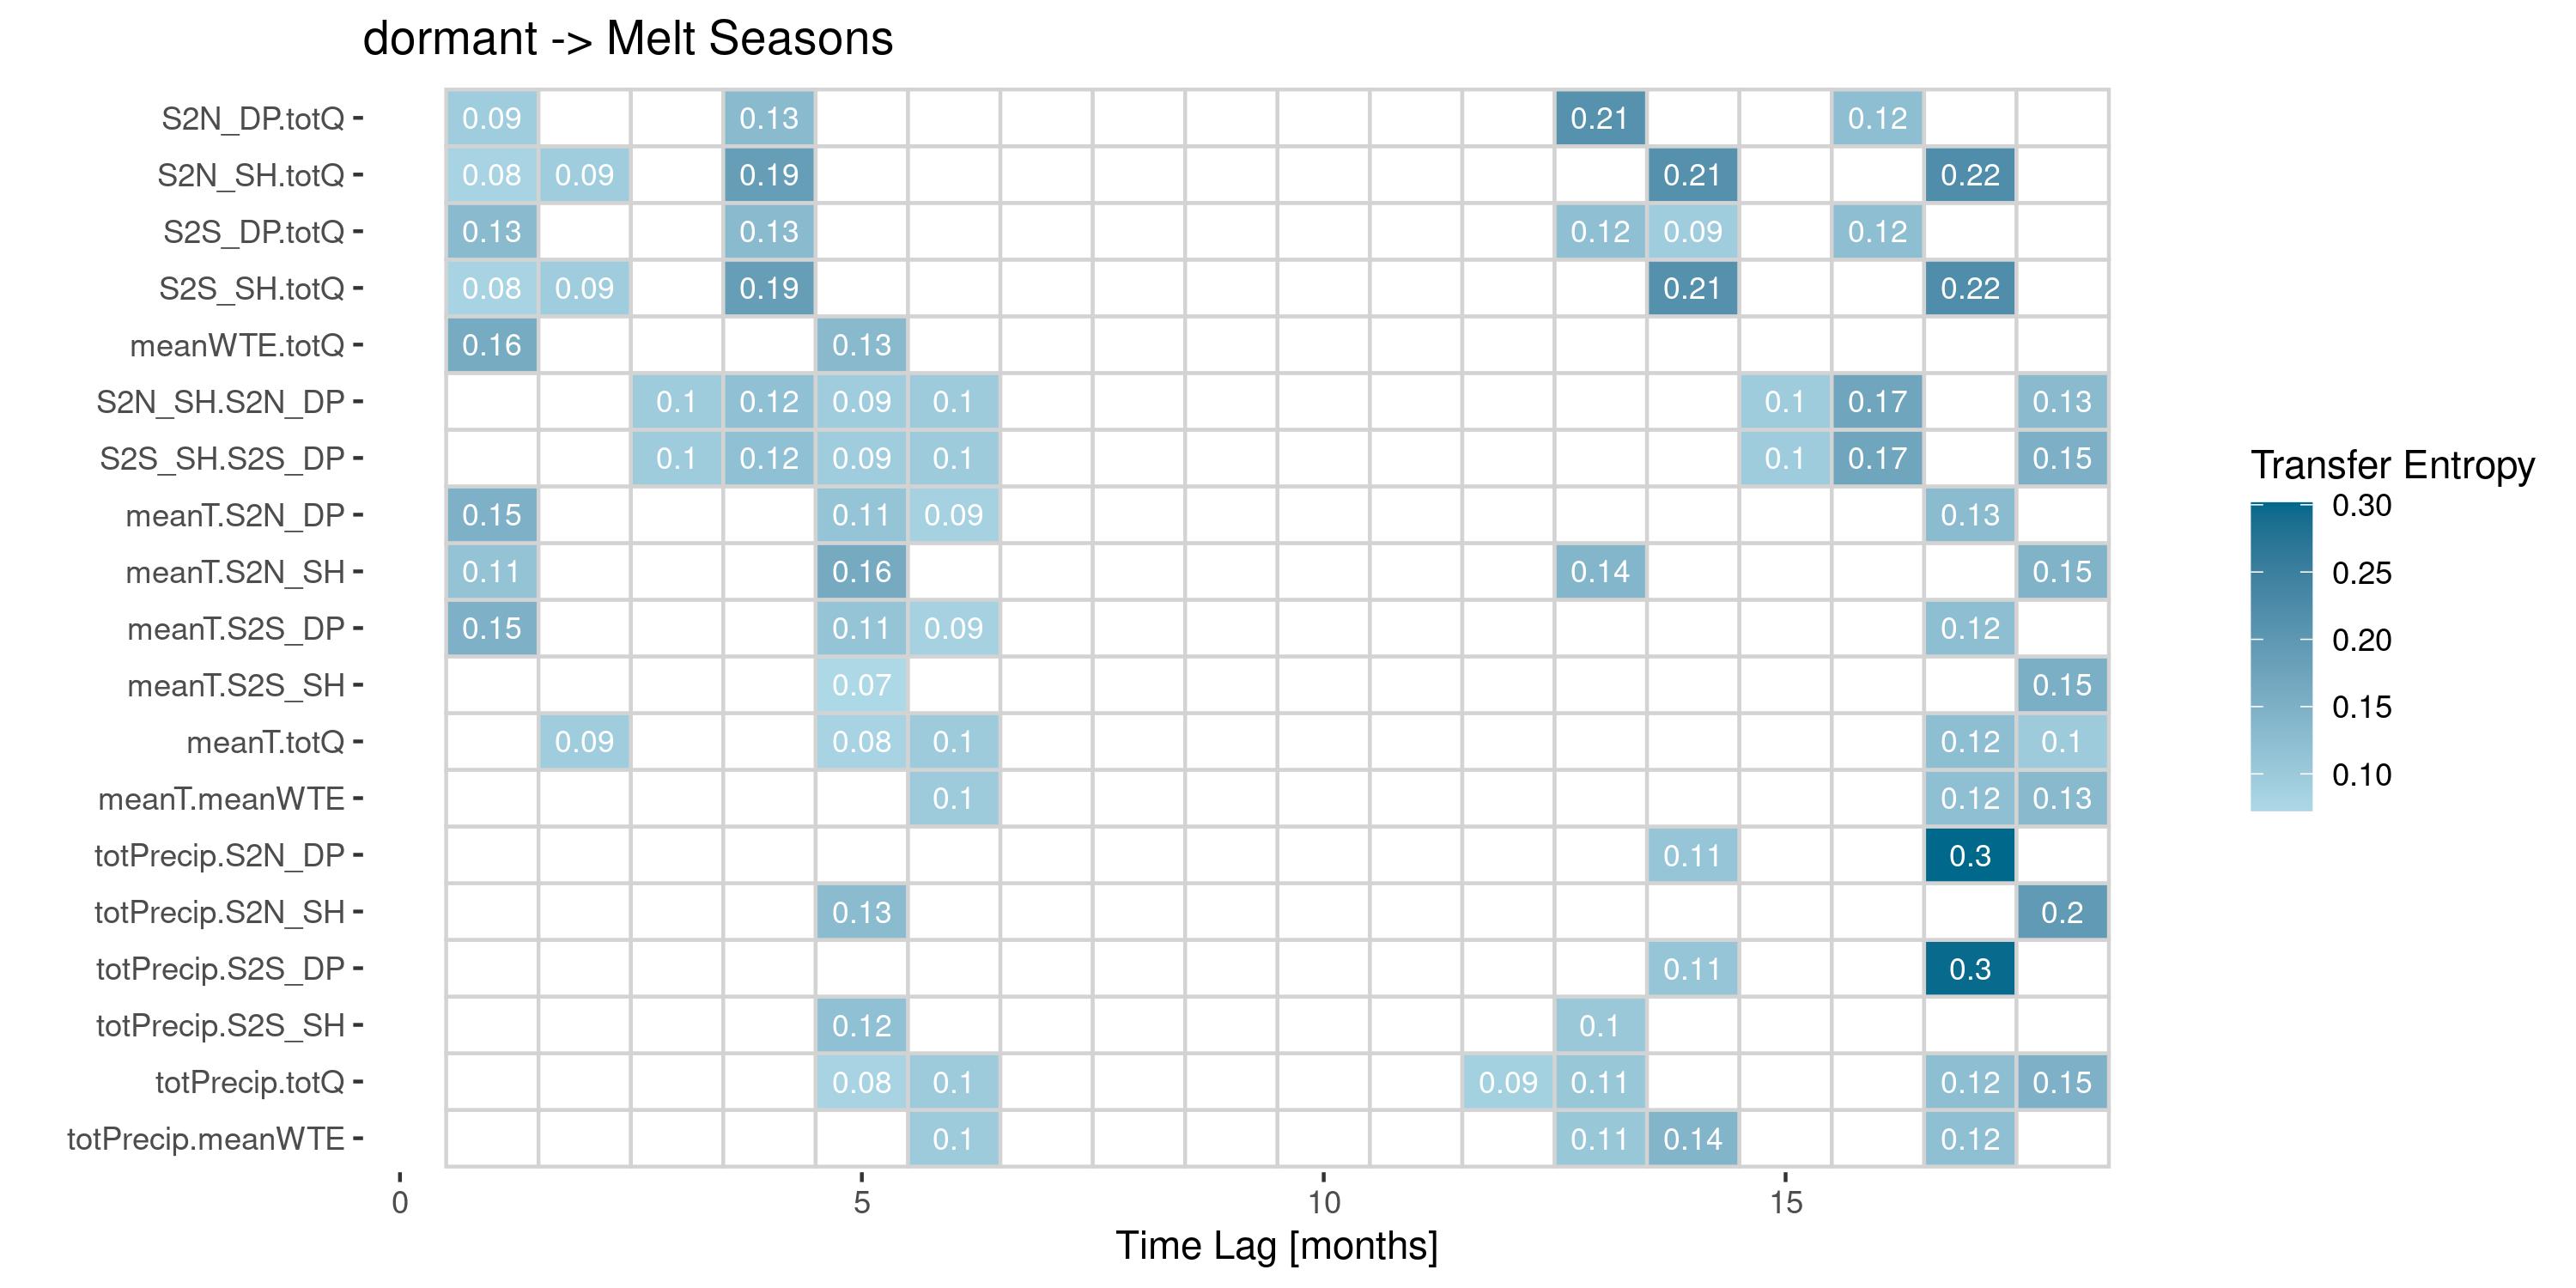 dormant -> Melt Seasons
S2N_DP.totQ 0.09 0.13 0.21 0.12
S2N_SH.totQ 0.08 0.09 0.19 0.21 0.22
S2S_DP.totQ 0.13 0.13 0.12 0.09 0.12
S2S_SH.totQ 0.08 0.09 0.19 0.21 0.22
meanWTE.totQ 0.16 0.13
S2N_SH.S2N_DP 0.1 0.12 0.09 0.1 0.1 0.17 0.13
S2S_SH.S2S_DP 0.1 0.12 0.09 0.1 0.1 0.17 0.15
meanT.S2N_DP 0.15 0.11 0.09 0.13
meanT.S2N_SH 0.11 0.16 0.14 0.15
meanT.S2S_DP 0.15 0.11 0.09 0.12
meanT.S2S_SH 0.07 0.15
meanT.totQ 0.09 0.08 0.1 0.12 0.1
meanT.meanWTE 0.1 0.12 0.13
totPrecip.S2N_DP 0.11 0.3
totPrecip.S2N_SH 0.13 0.2
totPrecip.S2S_DP 0.11 0.3
totPrecip.S2S_SH 0.12 0.1
totPrecip.totQ 0.08 0.1 0.09 0.11 0.12 0.15
totPrecip.meanWTE 0.1 0.11 0.14 0.12
0 5 10 15
Time Lag [months]
Transfer Entropy
0.30
0.25
0.20
0.15
0.10